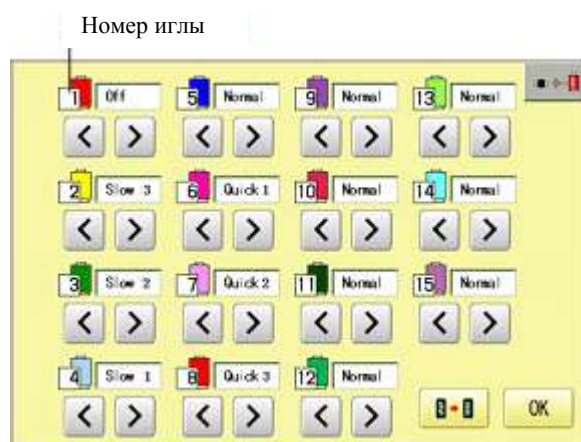 Номер иглы
1 Off 5 Normal 9 Normal 13 Normal
2 Slow 3 6 Quick 1 10 Normal 14 Normal
3 Slow 2 7 Quick 2 11 Normal 15 Normal
4 Slow 1 8 Quick 3 12 Normal
OK